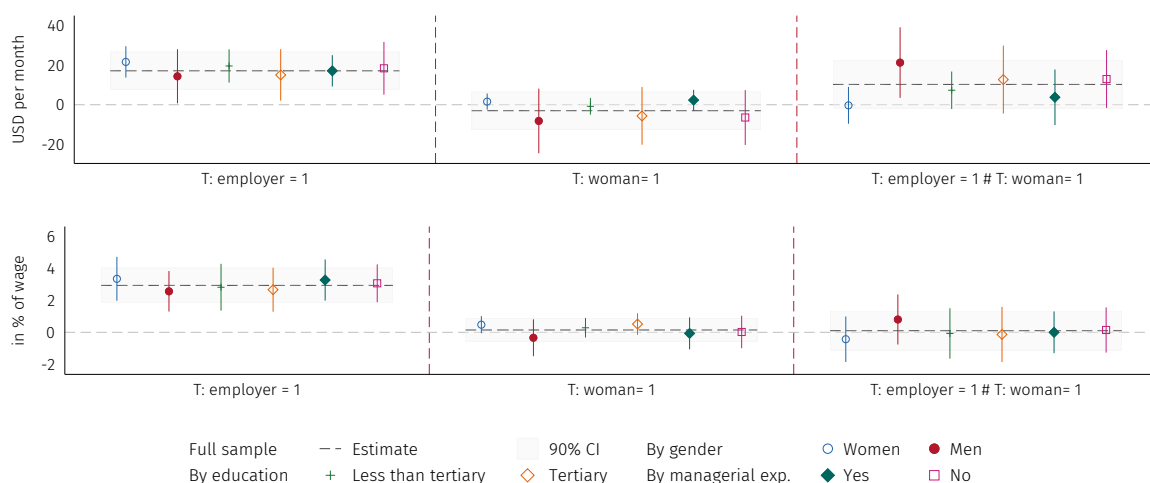 USD per month
40
20
0
-20
T: employer = 1
T: woman= 1
T: employer = 1 # T: woman= 1
in % of wage
6
4
2
0
-2
T: employer = 1
T: woman= 1
T: employer = 1 # T: woman= 1
Full sample Estimate 90% CI By gender Women Men
By education Less than tertiary Tertiary By managerial exp. Yes No